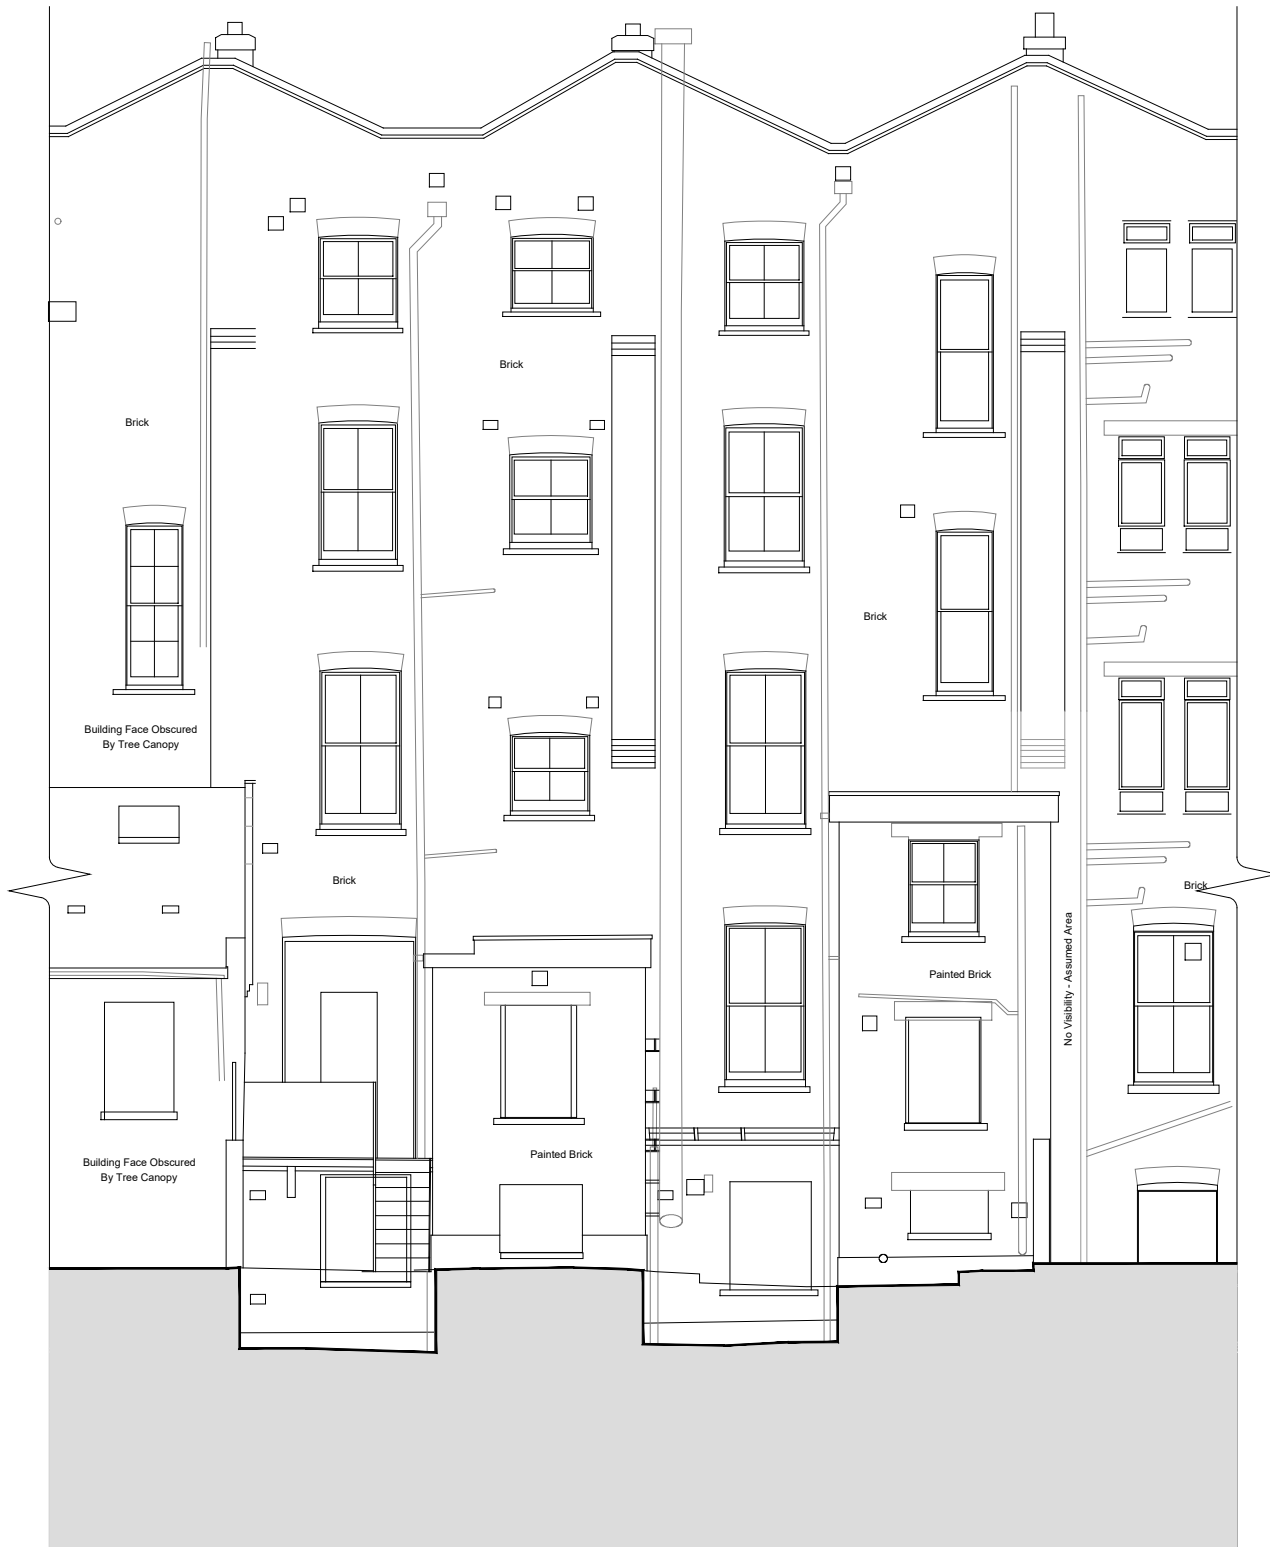 Brick
Brick
Brick
Building Face Obscured
By Tree Canopy
Brick
Brick
No Visibility - Assumed Area
Painted Brick
Painted Brick
Building Face Obscured
By Tree Canopy